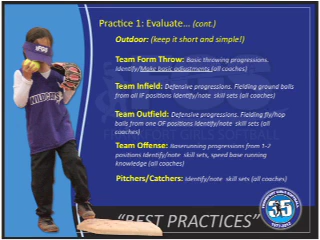 Practice 1: Evaluate... (cont.)
Outdoor: (keep it short and simple!)
Team Form Throw: Basic throwing progressions.
Identify/Make basic adjustments (all coaches)
Team Infield: Defensive progressions. Fielding ground balls
from all IF positions Identify/note skill sets (all coaches)
Team Outfield: Defensive progressions. Fielding fly/hop
balls from one OF positions Identify/note skill sets (all
coaches)
Team Offense: Baserunning progressions from 1-2
positions Identify/note skill sets, speed base running
knowledge (all coaches)
Pitchers/Catchers: Identify/note skill sets (all coaches)
WILDCATS
35
"BEST PRACTICES"